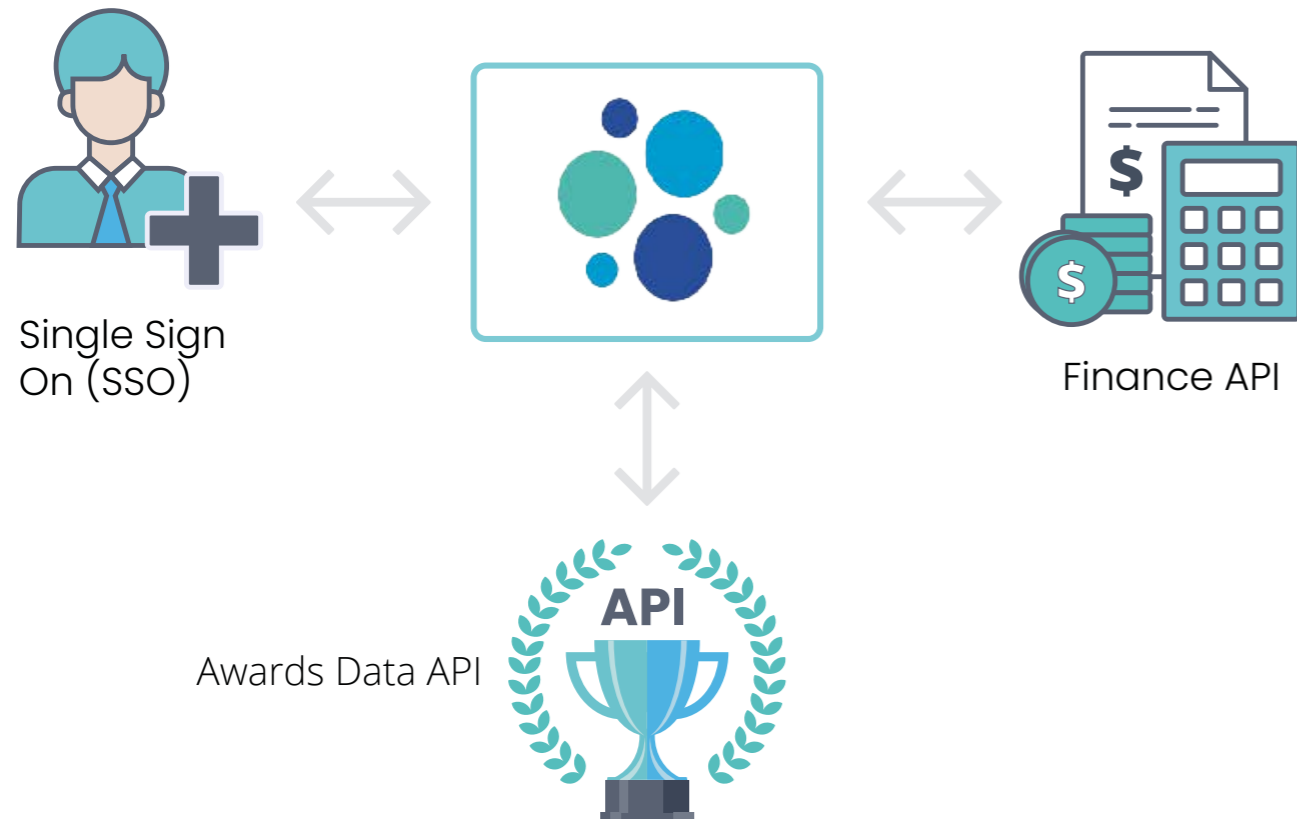 $
$
Single Sign
On (SSO)
Finance API
API
Awards Data API